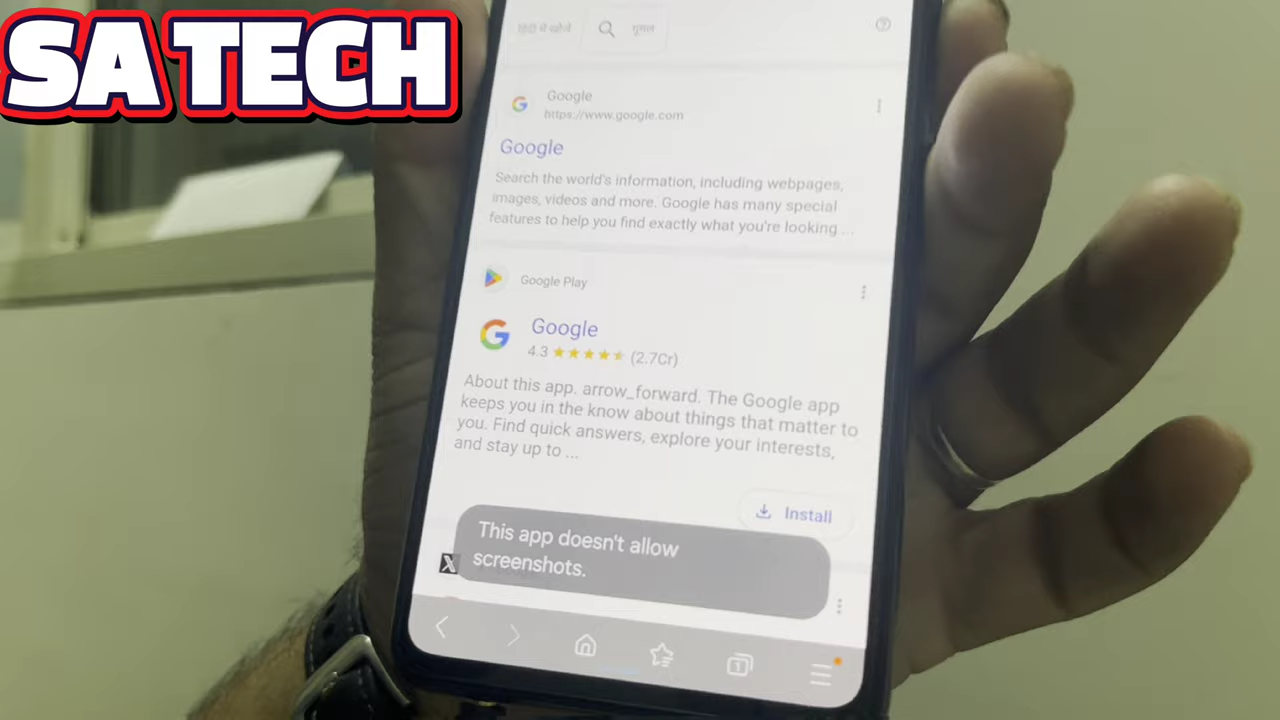 SA TECH
हिंदी में खोजें
गूगल
Google
https://www.google.com
Google
Search the world's information, including webpages,
images, videos and more. Google has many special
features to help you find exactly what you're looking ...
Google Play
Google
4.3 ★★★★★ (2.7Cr)
About this app. arrow_forward. The Google app
keeps you in the know about things that matter to
you. Find quick answers, explore your interests,
and stay up to ...
Install
This app doesn't allow
screenshots.
1